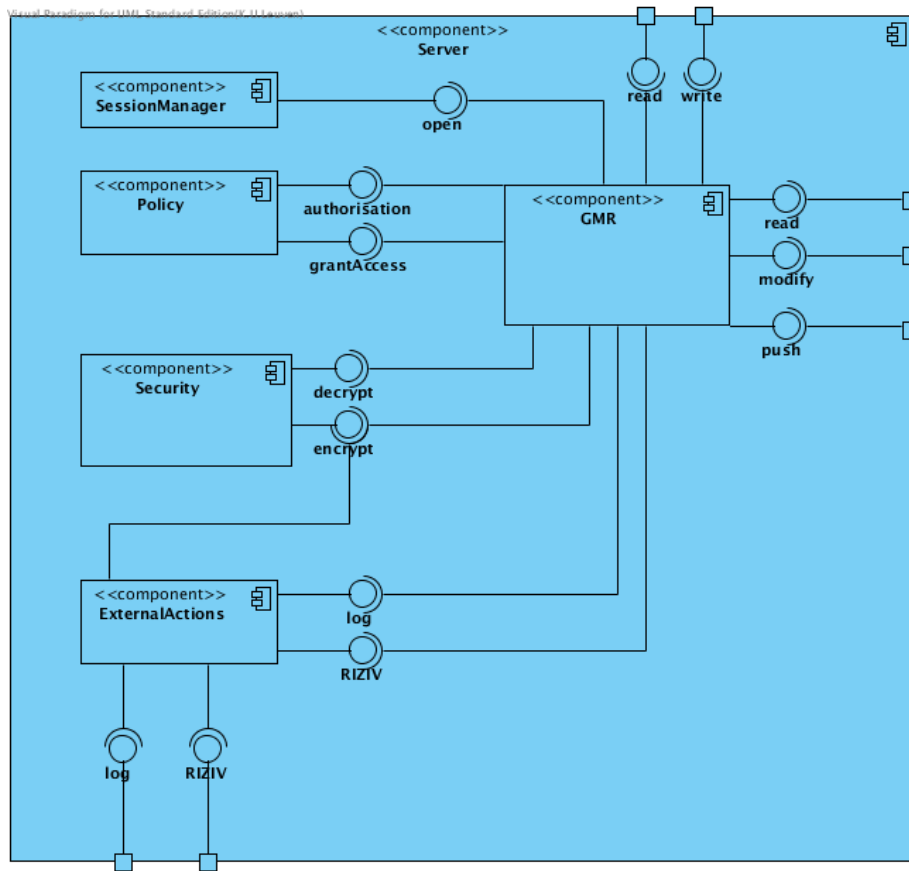 Visual Paradigm for UML Standard Edition(K.U.Leuven)
<<component>>
Server
<<component>>
SessionManager
open
read
write
<<component>>
Policy
authorisation
grantAccess
<<component>>
GMR
read
modify
push
<<component>>
Security
decrypt
encrypt
<<component>>
ExternalActions
log
RIZIV
log
RIZIV